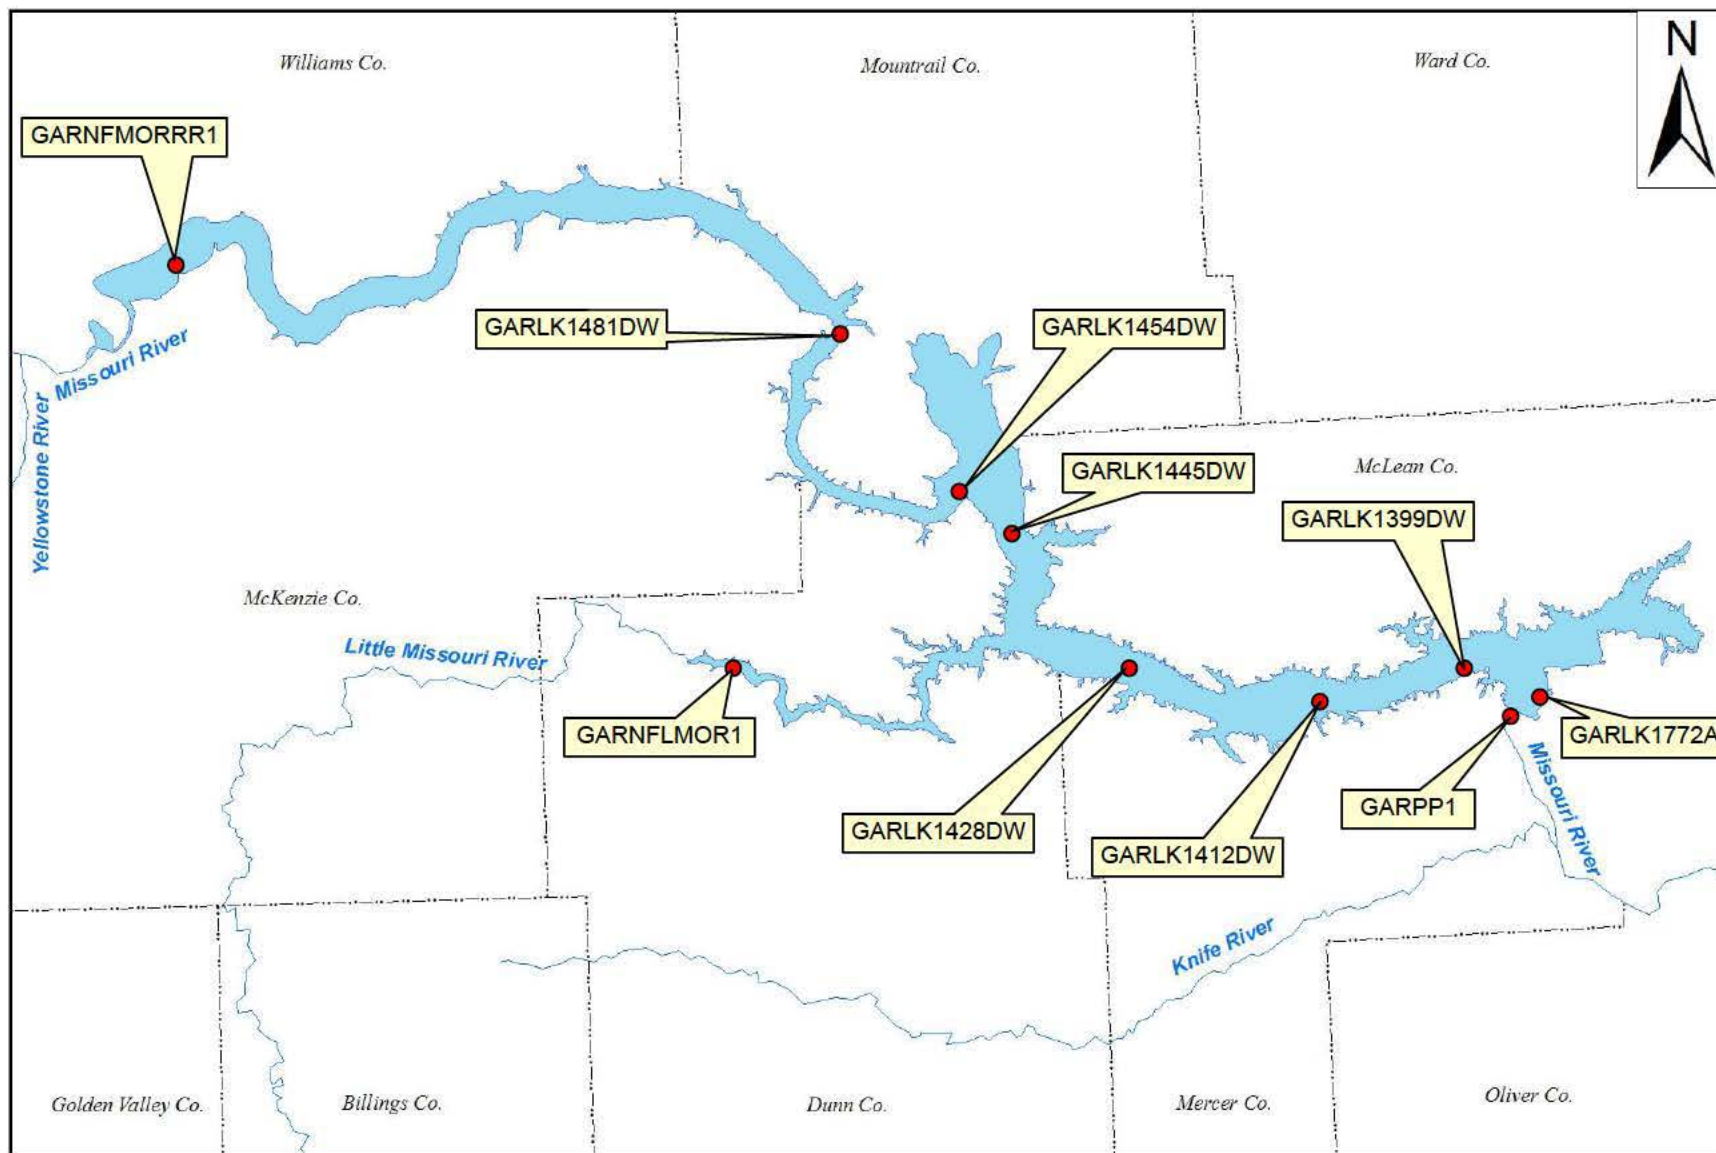 Williams Co.
Mountrail Co.
Ward Co.
N
GARNFMORRR1
GARLK1481DW
GARLK1454DW
Missouri River
Yellowstone River
GARLK1445DW
McLean Co.
GARLK1399DW
McKenzie Co.
Little Missouri River
GARNFLMOR1
GARLK1772A
GARPP1
Missouri River
GARLK1428DW
GARLK1412DW
Knife River
Golden Valley Co.
Billings Co.
Dunn Co.
Mercer Co.
Oliver Co.